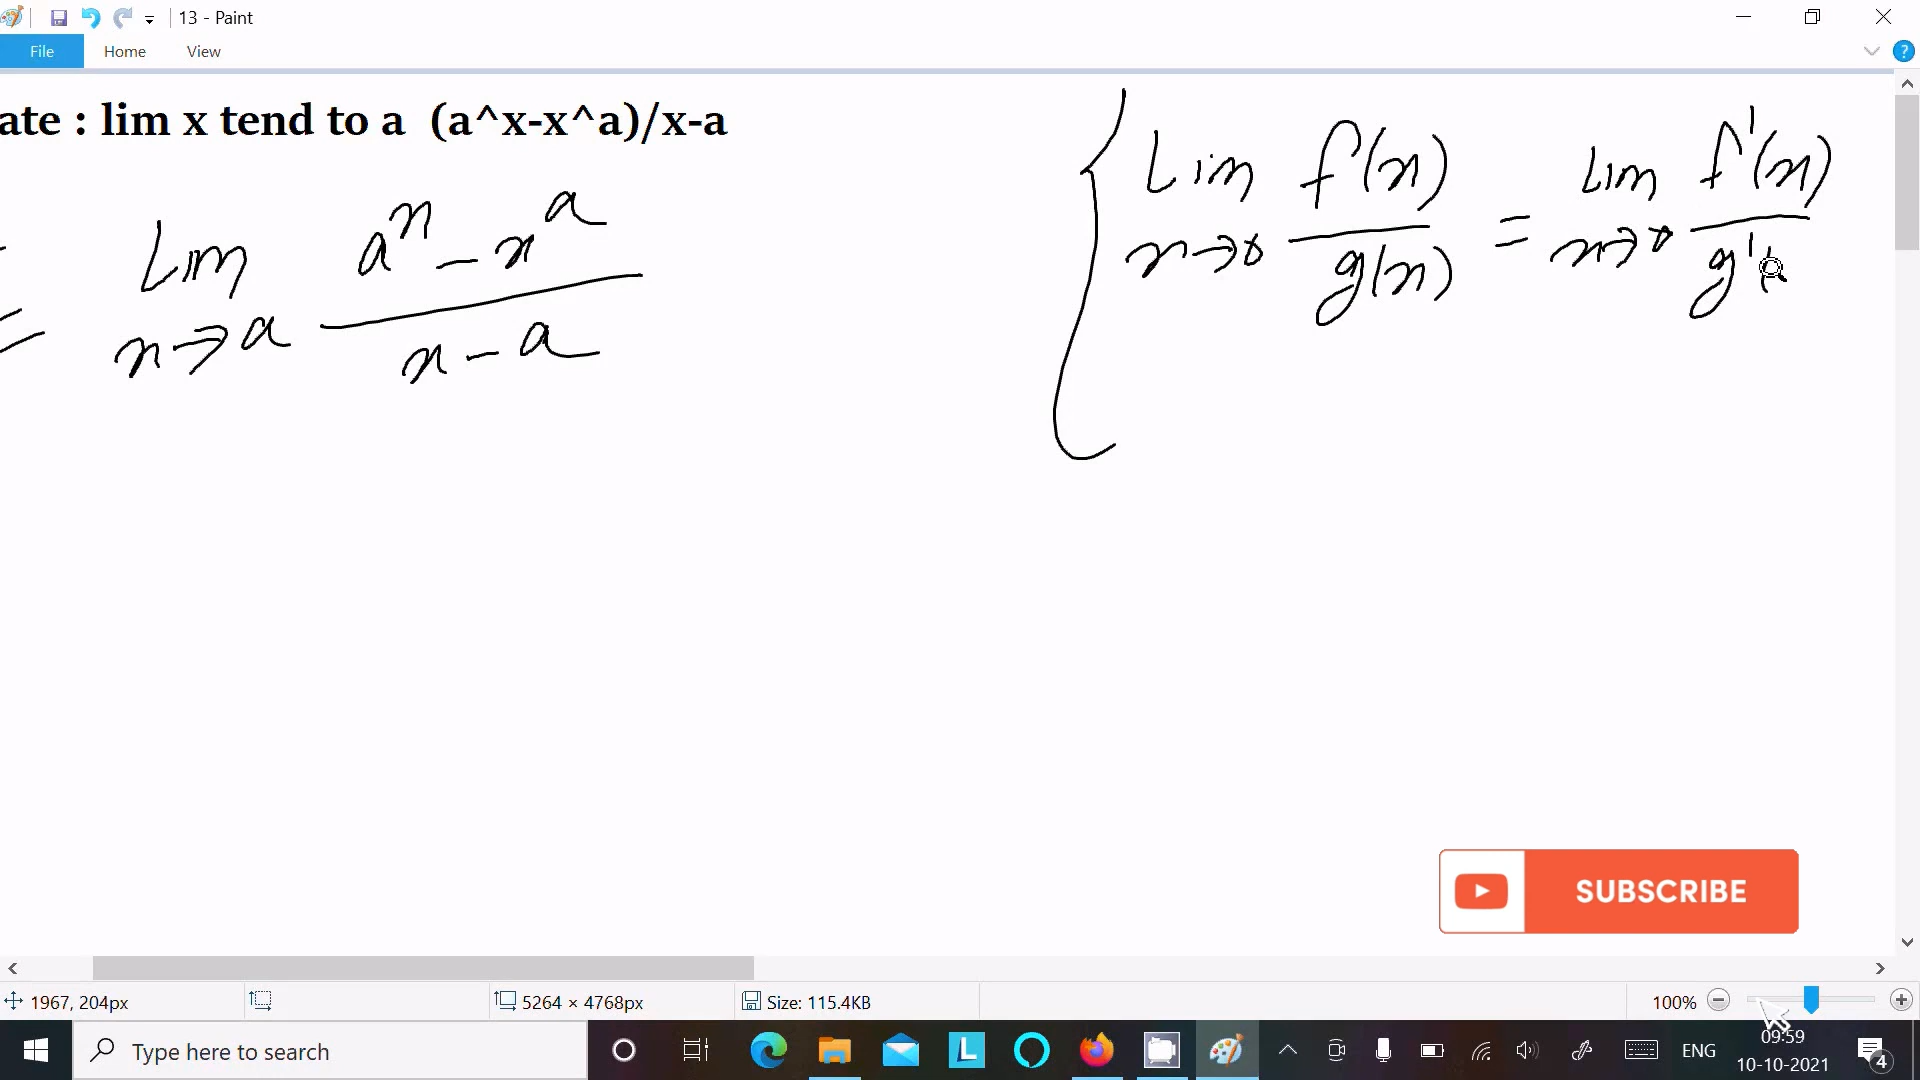 13 - Paint
File Home View
ate : lim x tend to a (a^x-x^a)/x-a
= Lim x→a (a^x - x^a)/(x - a)
{ Lim x→0 f(x)/g(x) = Lim x→0 f'(x)/g'(
SUBSCRIBE
1967, 204px 5264 × 4768px Size: 115.4KB 100%
Type here to search L ENG 09:59
10-10-2021 4